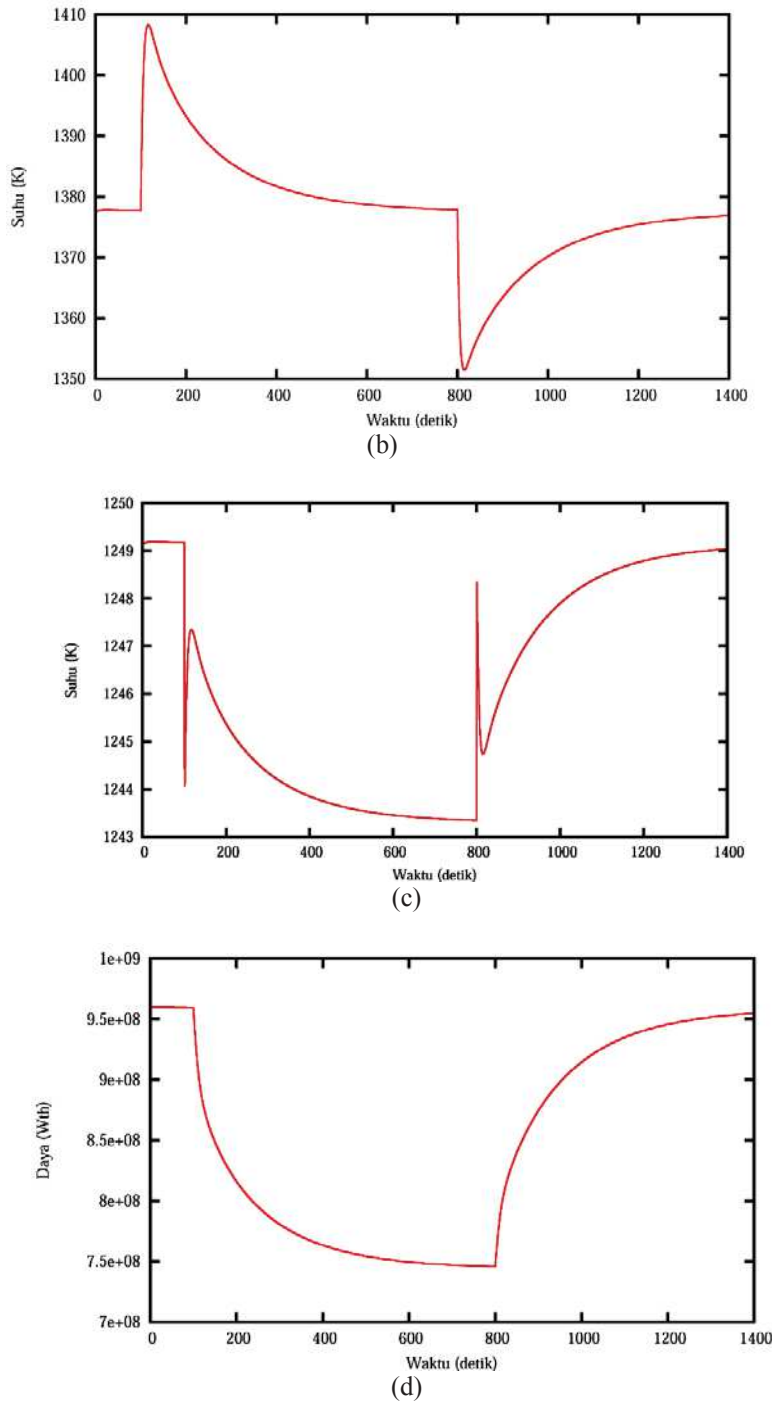 1410
1400
1390
1380
1370
1360
1350
Suhu (K)
0 200 400 600 800 1000 1200 1400
Waktu (detik)
(b)
1250
1249
1248
1247
1246
1245
1244
1243
Suhu (K)
0 200 400 600 800 1000 1200 1400
Waktu (detik)
(c)
1e+09
9.5e+08
9e+08
8.5e+08
8e+08
7.5e+08
7e+08
Daya (Wth)
0 200 400 600 800 1000 1200 1400
Waktu (detik)
(d)